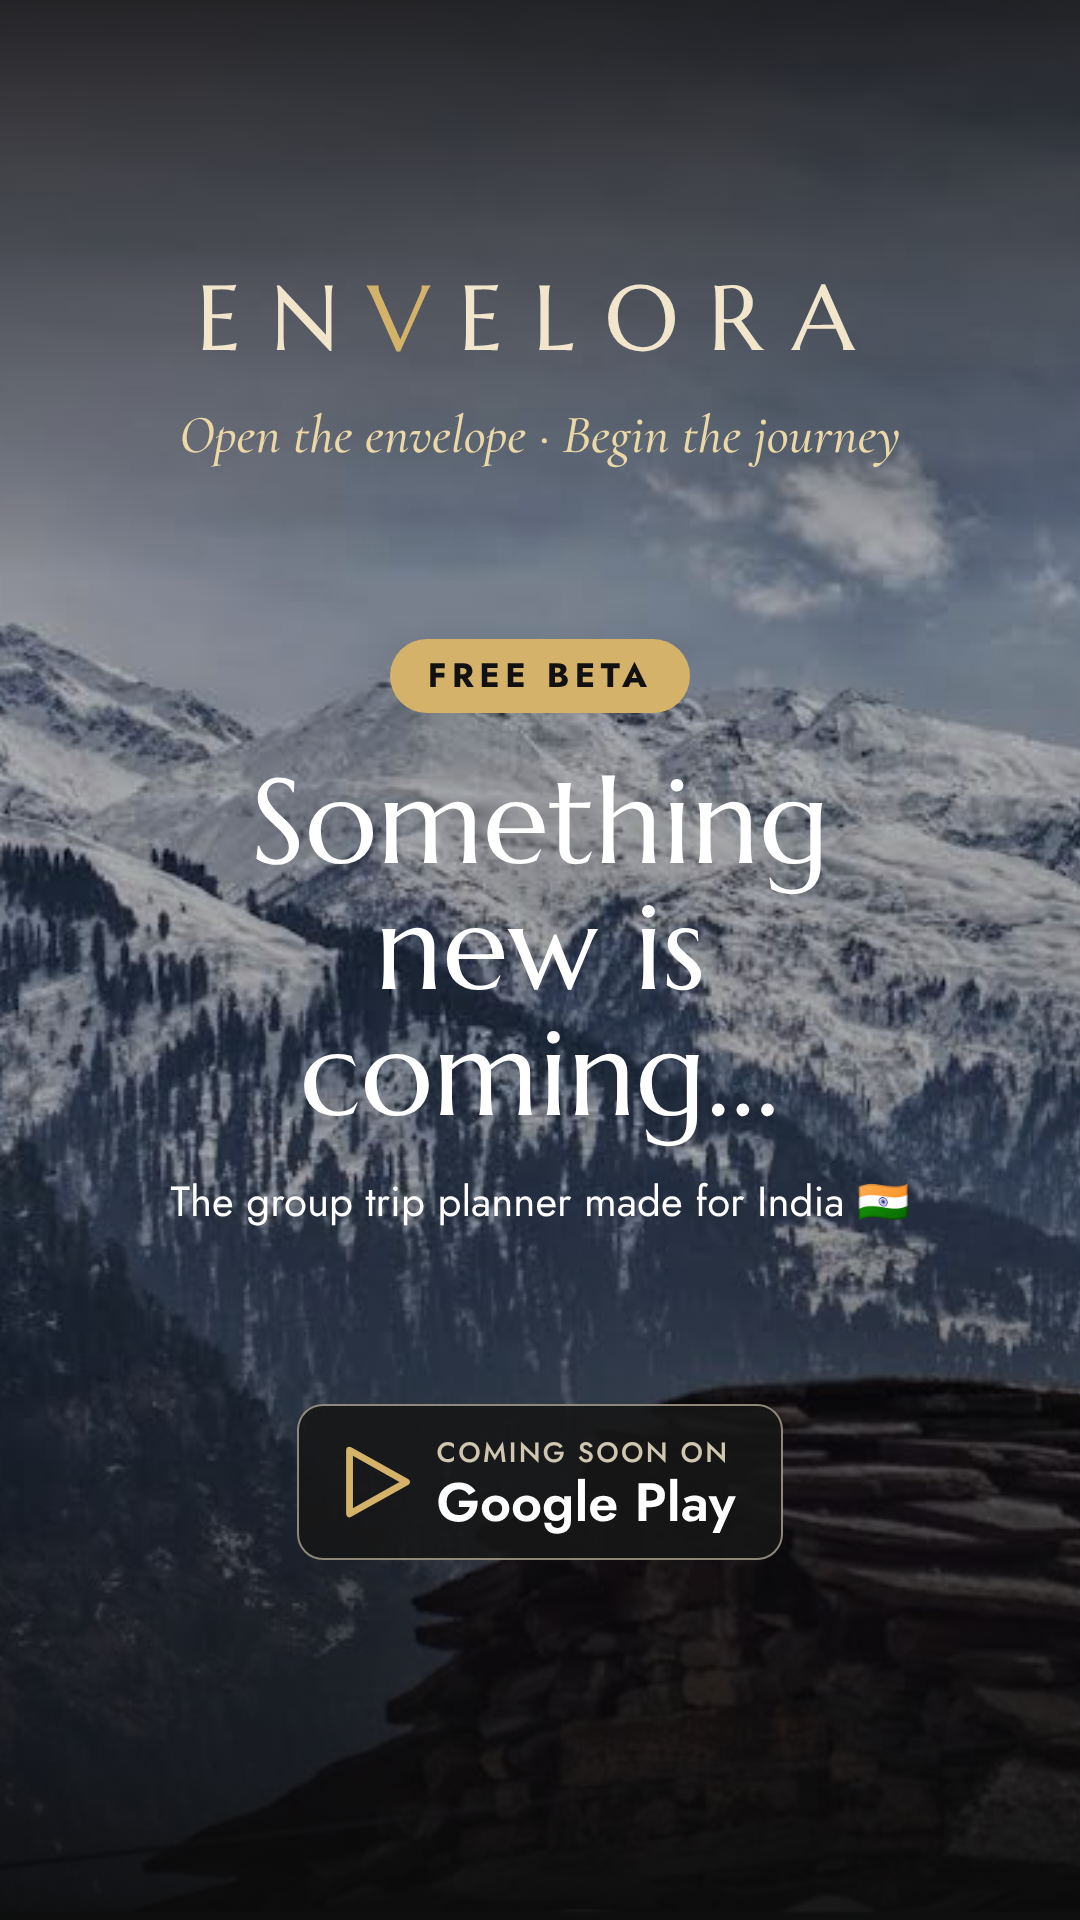 ENVELORA
Open the envelope · Begin the journey
FREE BETA
Something
new is
coming...
The group trip planner made for India 🇮🇳
COMING SOON ON
Google Play